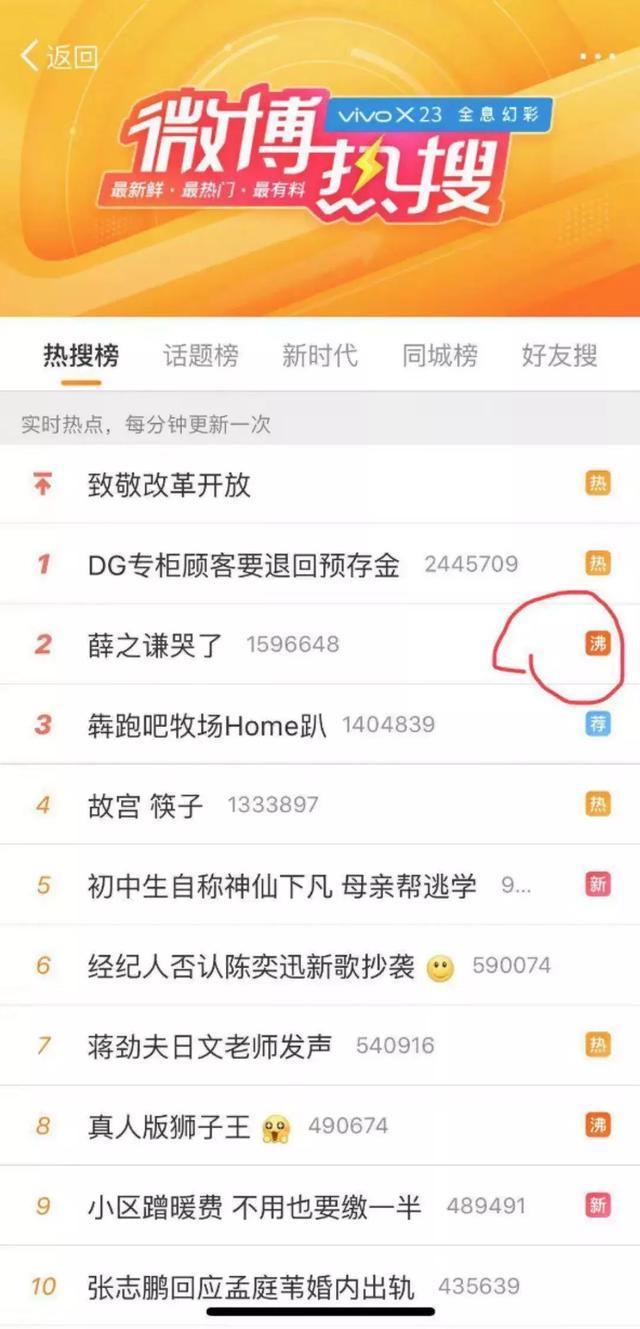 返回
vivo X23 全息幻彩
微博热搜
最新鲜·最热门·最有料
热搜榜 话题榜 新时代 同城榜 好友搜
实时热点，每分钟更新一次
致敬改革开放 热
1 DG专柜顾客要退回预存金 2445709 热
2 薛之谦哭了 1596648 沸
3 犇跑吧牧场Home趴 1404839 荐
4 故宫 筷子 1333897 热
5 初中生自称神仙下凡 母亲帮逃学 9... 新
6 经纪人否认陈奕迅新歌抄袭 590074
7 蒋劲夫日文老师发声 540916 热
8 真人版狮子王 490674 沸
9 小区蹭暖费 不用也要缴一半 489491 新
10 张志鹏回应孟庭苇婚内出轨 435639